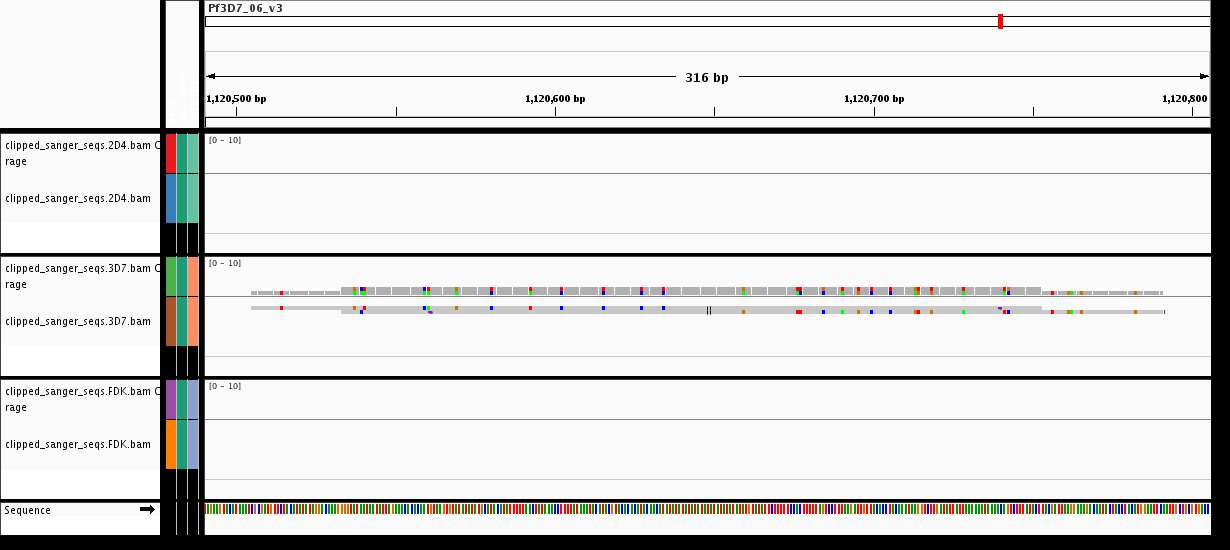 Pf3D7_06_v3
316 bp
1,120,500 bp 1,120,600 bp 1,120,700 bp 1,120,800
clipped_sanger_seqs.2D4.bam C
rage
[0 - 10]
clipped_sanger_seqs.2D4.bam
clipped_sanger_seqs.3D7.bam C
rage
[0 - 10]
clipped_sanger_seqs.3D7.bam
clipped_sanger_seqs.FDK.bam C
rage
[0 - 10]
clipped_sanger_seqs.FDK.bam
Sequence